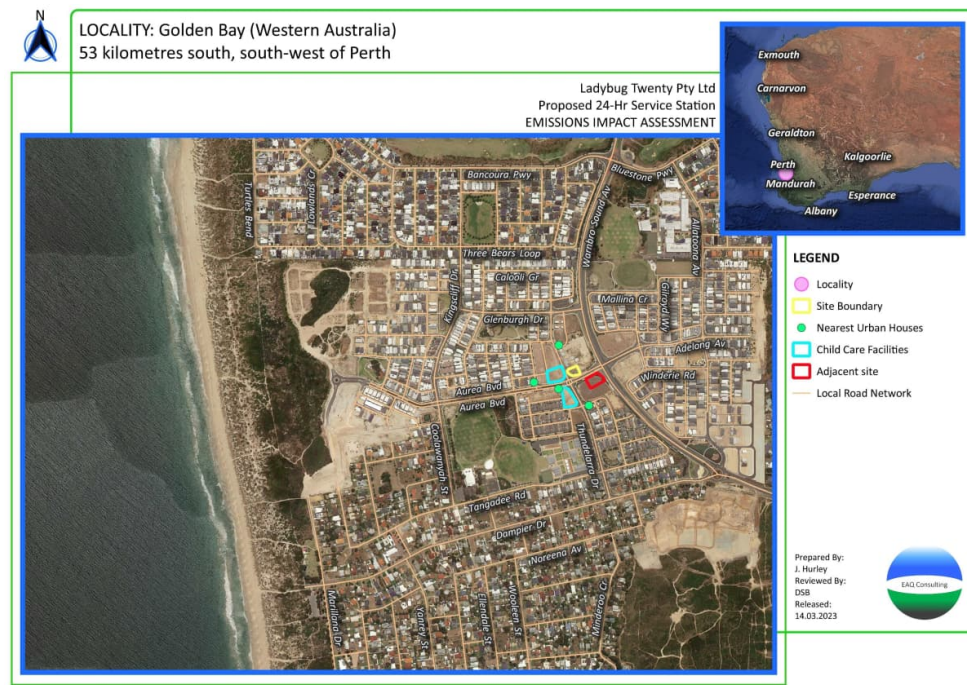 N
LOCALITY: Golden Bay (Western Australia)
53 kilometres south, south-west of Perth
Ladybug Twenty Pty Ltd
Proposed 24-Hr Service Station
EMISSIONS IMPACT ASSESSMENT
Exmouth
Carnarvon
Geraldton
Perth
Kalgoorlie
Mandurah
Esperance
Albany
Bluestone Pwy
Bancoura Pwy
Turtles Bend
Lowlands Cr
Warnbro Sound Av
Allatoona Av
Three Bears Loop
Calooli Gr
Kingscliff Dr
Mallina Cr
Gilroyd Wy
Glenburgh Dr
Adelong Av
Winderie Rd
Aurea Bvd
Aurea Bvd
Coolawanyah St
Thundelarra Dr
Tangadee Rd
Dampier Dr
Noreena Av
Marillana Dr
Yanrey St
Ellendale St
Wooleen St
Minderoo Cr
LEGEND
Locality
Site Boundary
Nearest Urban Houses
Child Care Facilities
Adjacent site
Local Road Network
Prepared By:
J. Hurley
Reviewed By:
DSB
Released:
14.03.2023
EAQ Consulting